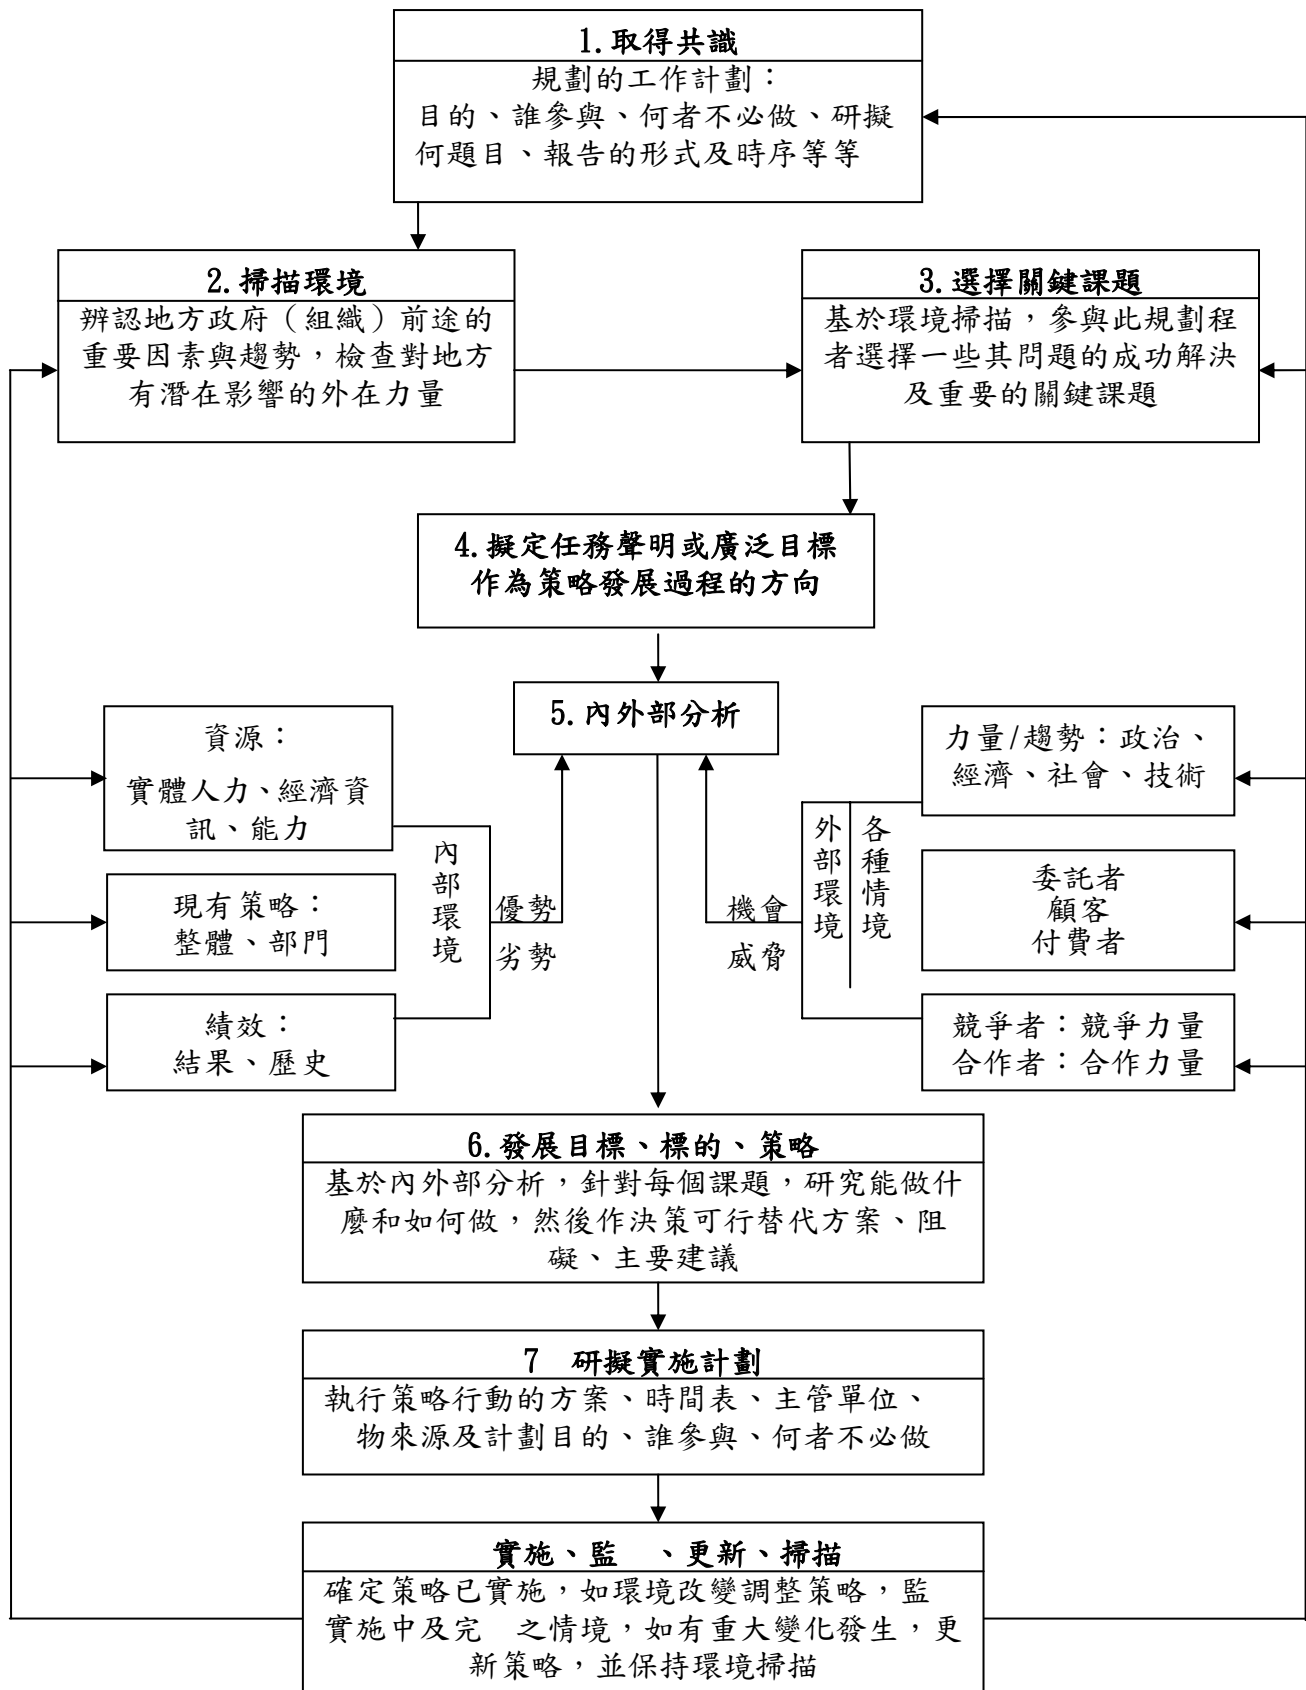 1.取得共識
規劃的工作計劃：
目的、誰參與、何者不必做、研擬
何題目、報告的形式及時序等等
2.掃描環境
辨認地方政府（組織）前途的
重要因素與趨勢，檢查對地方
有潛在影響的外在力量
3.選擇關鍵課題
基於環境掃描，參與此規劃程
者選擇一些其問題的成功解決
及重要的關鍵課題
4.擬定任務聲明或廣泛目標
作為策略發展過程的方向
5.內外部分析
資源：
實體人力、經濟資
訊、能力
現有策略：
整體、部門
績效：
結果、歷史
內部環境
優勢
劣勢
機會
威脅
外部環境
各種情境
力量/趨勢：政治、
經濟、社會、技術
委託者
顧客
付費者
競爭者：競爭力量
合作者：合作力量
6.發展目標、標的、策略
基於內外部分析，針對每個課題，研究能做什
麼和如何做，然後作決策可行替代方案、阻
礙、主要建議
7 研擬實施計劃
執行策略行動的方案、時間表、主管單位、
物來源及計劃目的、誰參與、何者不必做
實施、監 、更新、掃描
確定策略已實施，如環境改變調整策略，監
實施中及完 之情境，如有重大變化發生，更
新策略，並保持環境掃描